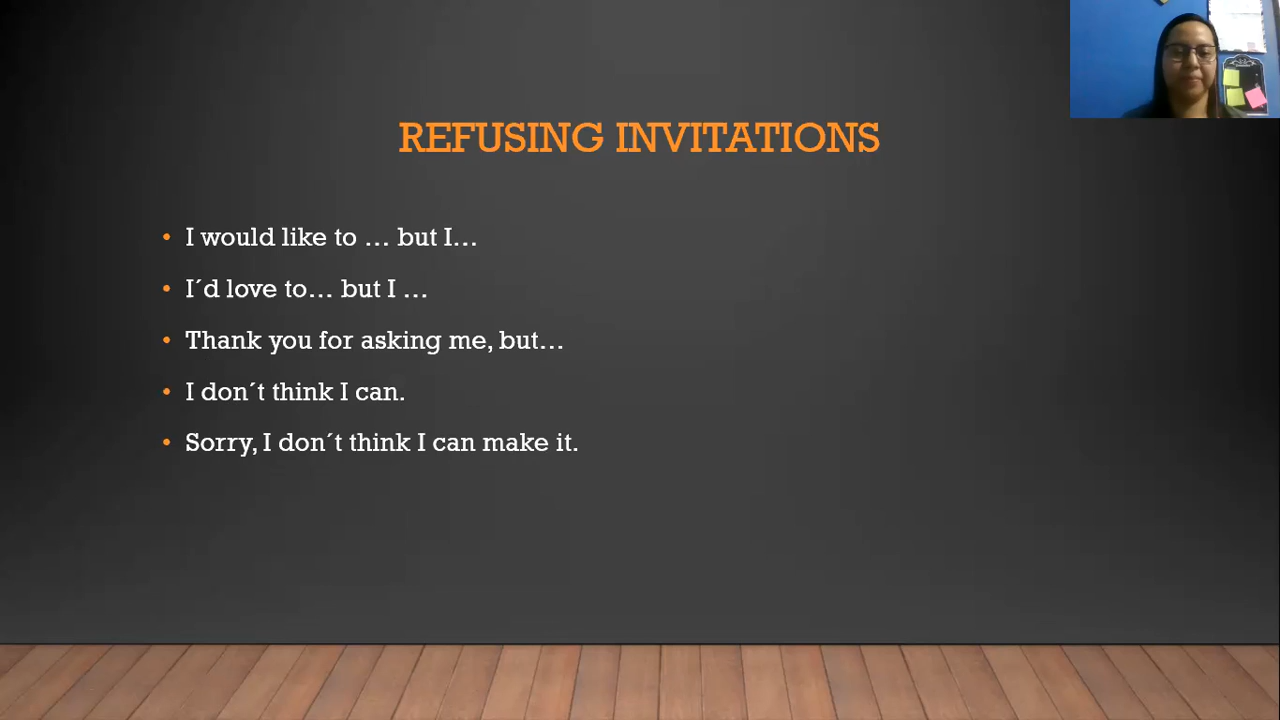 REFUSING INVITATIONS
• I would like to … but I…
• I´d love to… but I …
• Thank you for asking me, but…
• I don´t think I can.
• Sorry, I don´t think I can make it.